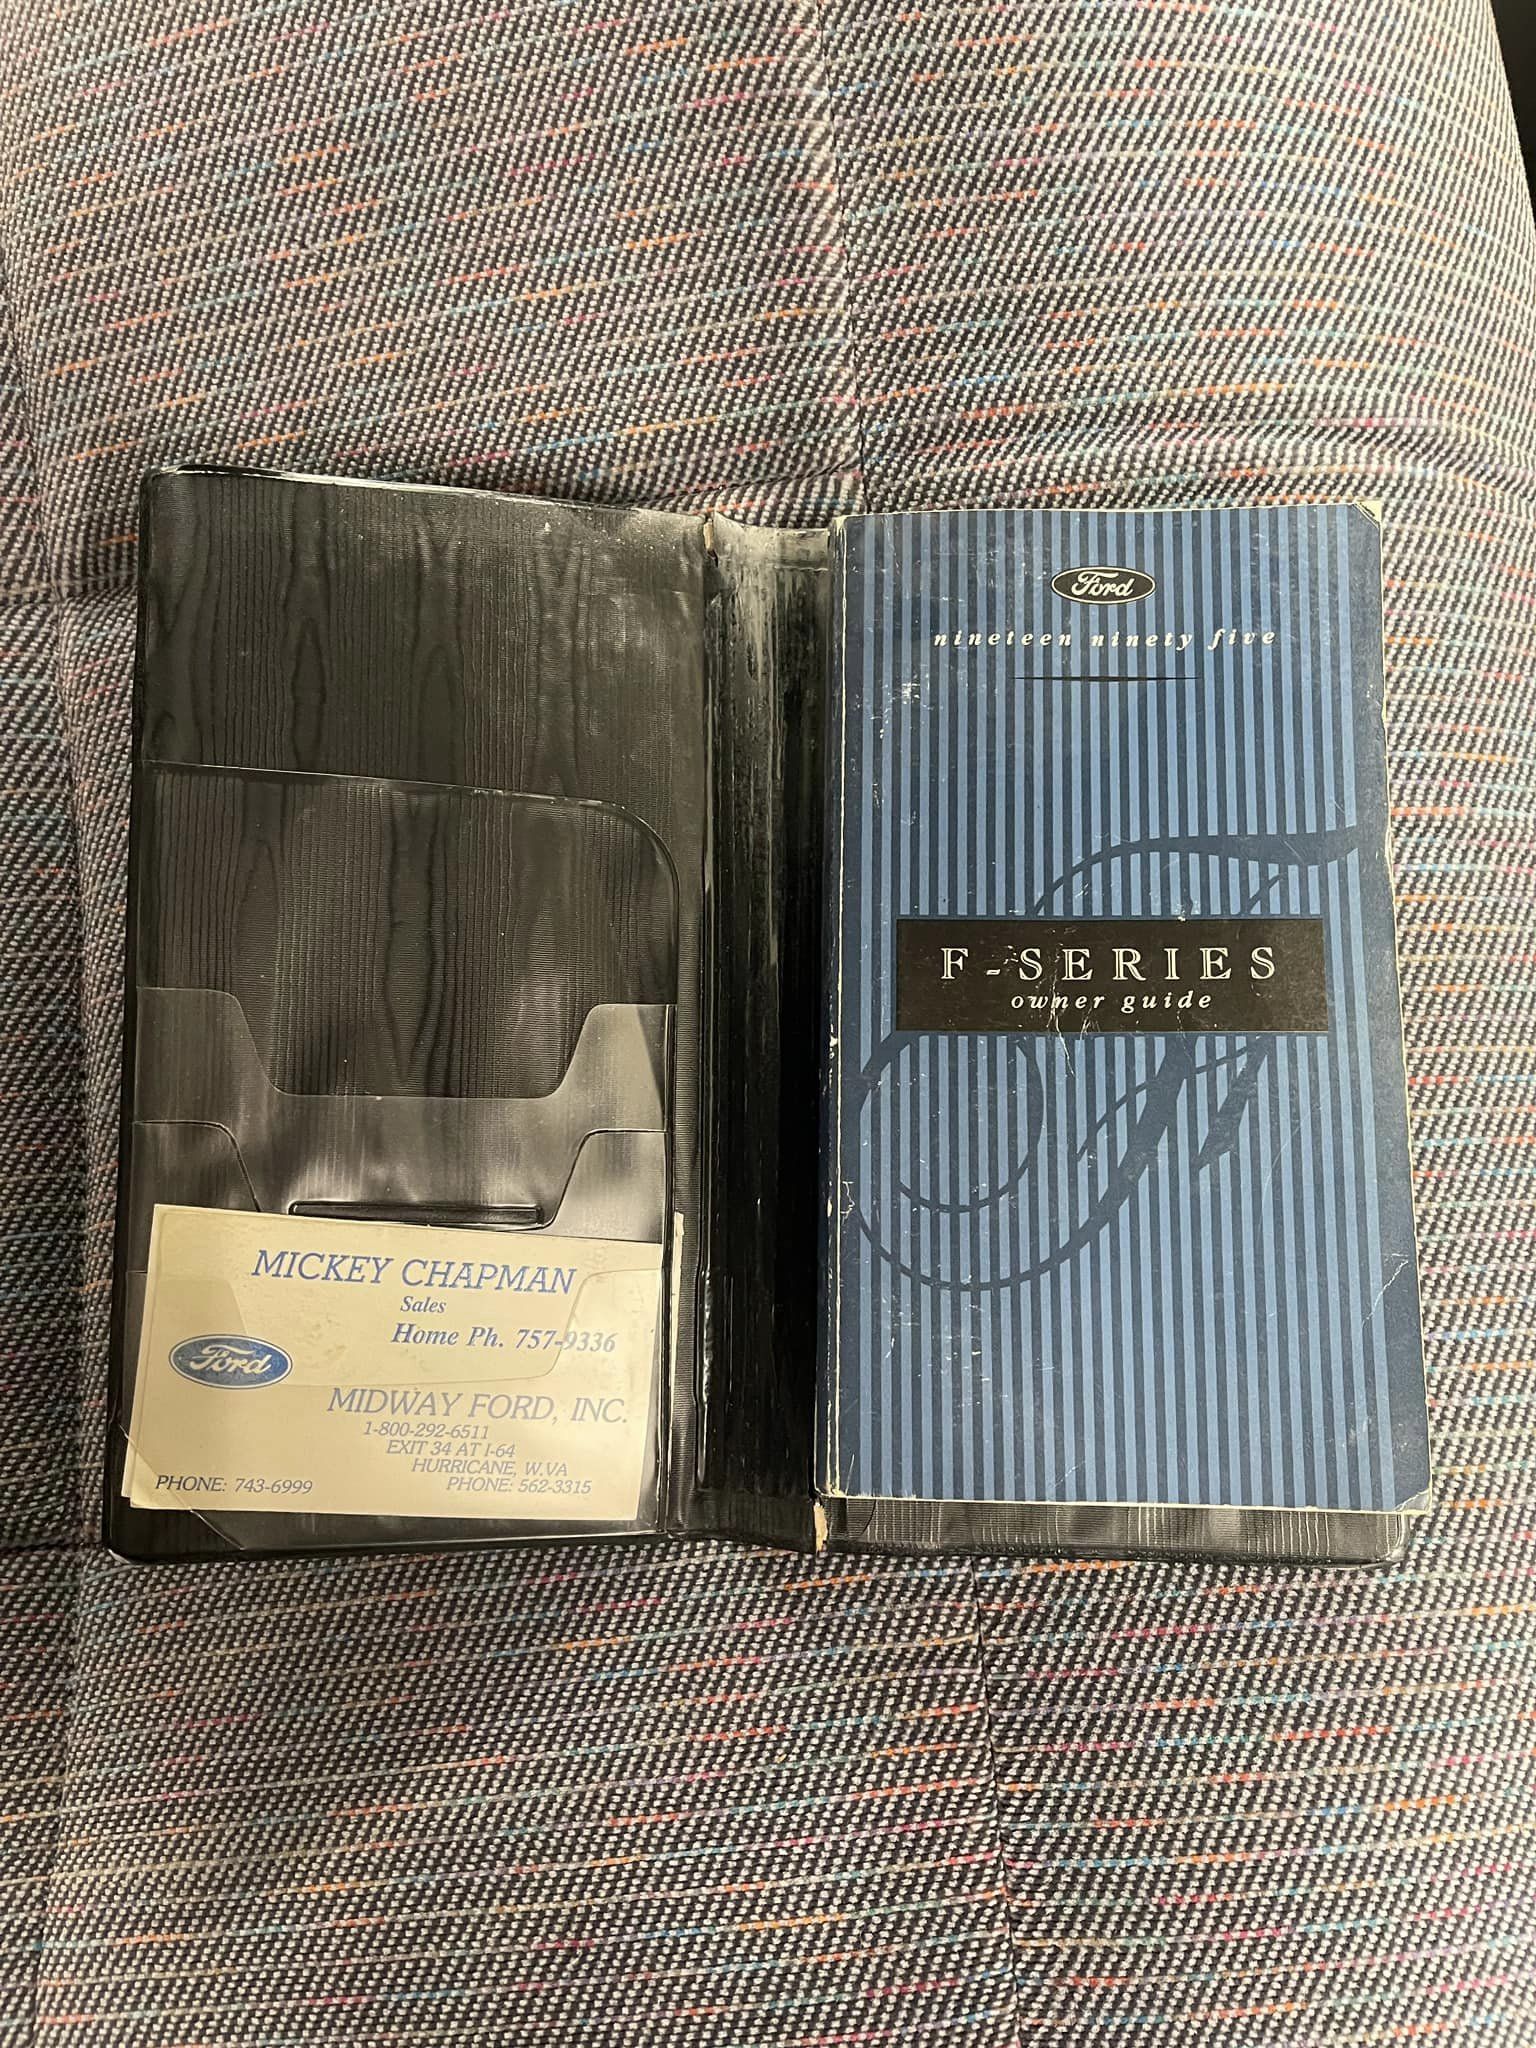 MICKEY CHAPMAN
Sales
Home Ph. 757-9336
Ford
MIDWAY FORD, INC.
1-800-292-6511
EXIT 34 AT I-64
HURRICANE, W.VA
PHONE: 743-6999
PHONE: 562-3315
Ford
nineteen ninety five
F-SERIES
owner guide